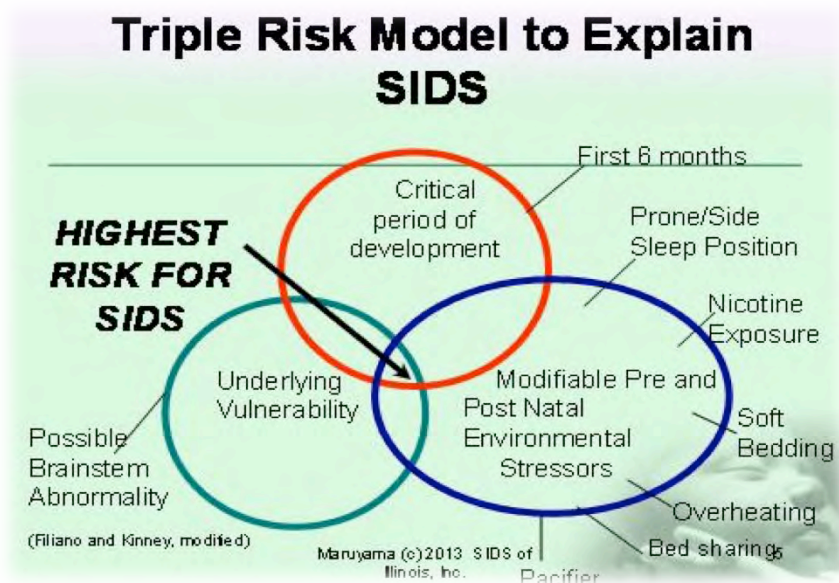 Triple Risk Model to Explain
SIDS
First 6 months
Critical
period of
development
Prone/Side
Sleep Position
HIGHEST
RISK FOR
SIDS
Nicotine
Exposure
Underlying
Vulnerability
Modifiable Pre and
Post Natal
Environmental
Stressors
Soft
Bedding
Possible
Brainstem
Abnormality
Overheating
(Filiano and Kinney, modified)
Maruyama (c)2013 SIDS of
Illinois, Inc.
Bed sharing
Pacifier